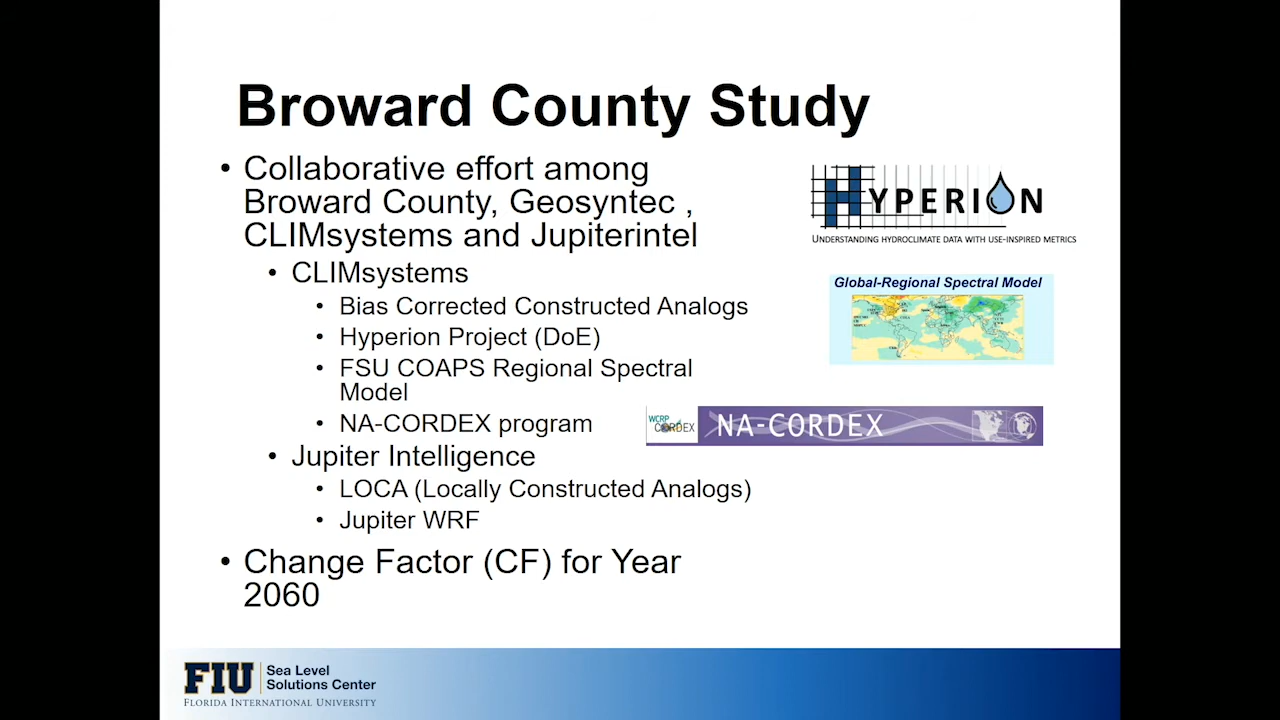 Broward County Study
• Collaborative effort among
Broward County, Geosyntec ,
CLIMsystems and Jupiterintel
• CLIMsystems
• Bias Corrected Constructed Analogs
• Hyperion Project (DoE)
• FSU COAPS Regional Spectral
Model
• NA-CORDEX program
• Jupiter Intelligence
• LOCA (Locally Constructed Analogs)
• Jupiter WRF
• Change Factor (CF) for Year
2060
HYPERION
UNDERSTANDING HYDROCLIMATE DATA WITH USE-INSPIRED METRICS
Global-Regional Spectral Model
WCRP
CORDEX
NA-CORDEX
FIU
Sea Level
Solutions Center
FLORIDA INTERNATIONAL UNIVERSITY